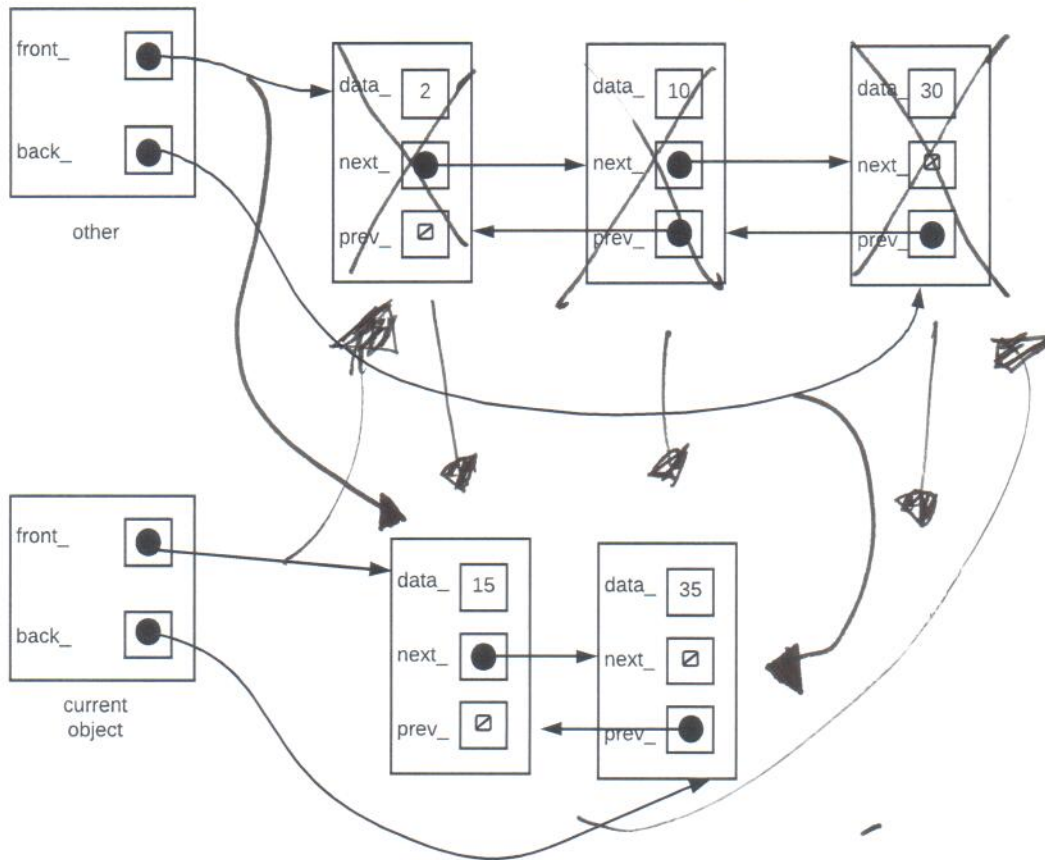 front_
back_
other
data_ 2
next_
prev_
data_ 10
next_
prev_
data_ 30
next_
prev_
front_
back_
current
object
data_ 15
next_
prev_
data_ 35
next_
prev_